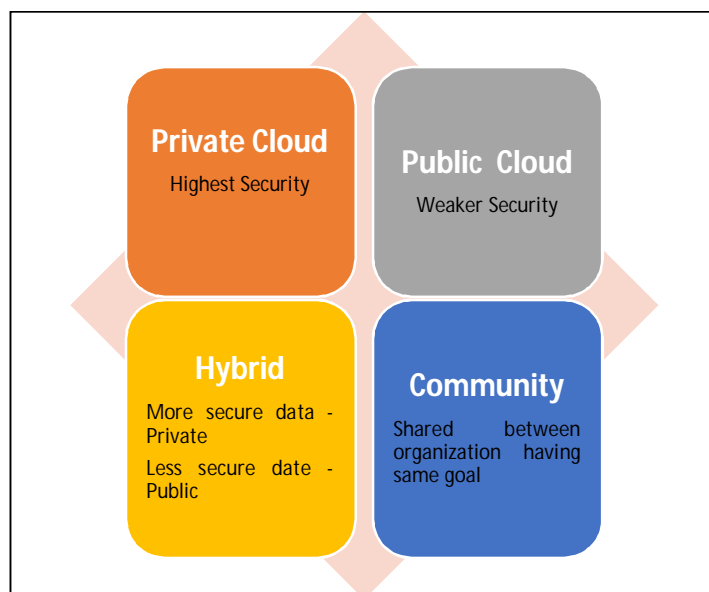 Private Cloud
Highest Security
Public Cloud
Weaker Security
Hybrid
More secure data -
Private
Less secure date -
Public
Community
Shared between
organization having
same goal